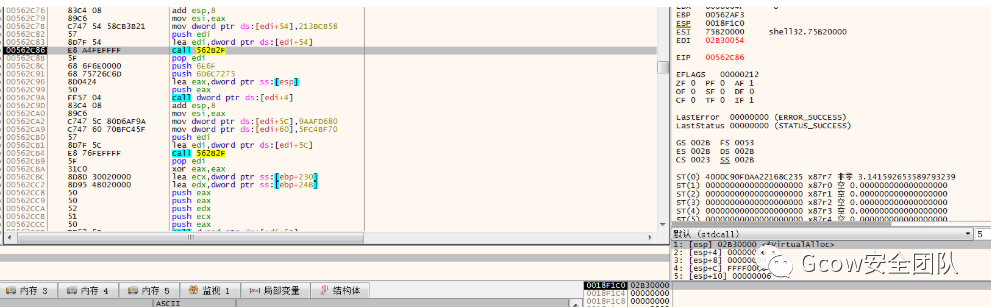 00562C76 83C4 08 add esp,8
00562C79 89C6 mov esi,eax
00562C7B C747 54 58CB3B21 mov dword ptr ds:[edi+54],213BCB58
00562C82 57 push edi
00562C83 8D7F 54 lea edi,dword ptr ds:[edi+54]
00562C86 E8 A4FEFFFF call 562B2F
00562C8B 5F pop edi
00562C8C 68 6F6E0000 push 6E6F
00562C91 68 75726C6D push 6D6C7275
00562C96 8D0424 lea eax,dword ptr ss:[esp]
00562C99 50 push eax
00562C9A FF57 04 call dword ptr ds:[edi+4]
00562C9D 83C4 08 add esp,8
00562CA0 89C6 mov esi,eax
00562CA2 C747 5C 80D6AF9A mov dword ptr ds:[edi+5C],9AAFD680
00562CA9 C747 60 70BFC45F mov dword ptr ds:[edi+60],5FC4BF70
00562CB0 57 push edi
00562CB1 8D7F 5C lea edi,dword ptr ds:[edi+5C]
00562CB4 E8 76FEFFFF call 562B2F
00562CB9 5F pop edi
00562CBA 31C0 xor eax,eax
00562CBC 8D8D 30020000 lea ecx,dword ptr ss:[ebp+230]
00562CC2 8D95 48020000 lea edx,dword ptr ss:[ebp+248]
00562CC8 50 push eax
00562CC9 50 push eax
00562CCA 52 push edx
00562CCB 51 push ecx
00562CCC 50 push eax
EBP 00562AF3
ESP 0018F1C0
ESI 75B20000 shell32.75B20000
EDI 02B30054
EIP 00562C86
EFLAGS 00000212
ZF 0 PF 0 AF 1
OF 0 SF 0 DF 0
CF 0 TF 0 IF 1
LastError 00000000 (ERROR_SUCCESS)
LastStatus 00000000 (STATUS_SUCCESS)
GS 002B FS 0053
ES 002B DS 002B
CS 0023 SS 002B
ST(0) 4000C90FDAA22168C235 x87r7 非零 3.141592653589793239
ST(1) 00000000000000000000 x87r0 空 0.000000000000000000
ST(2) 00000000000000000000 x87r1 空 0.000000000000000000
ST(3) 00000000000000000000 x87r2 空 0.000000000000000000
ST(4) 00000000000000000000 x87r3 空 0.000000000000000000
默认 (stdcall) 5
1: [esp] 02B30000 <&VirtualAlloc>
2: [esp+4] 00000000
3: [esp+8] 00000000
Gcow安全团队
内存 3 内存 4 内存 5 监视 1 局部变量 结构体
ASCII
0018F1C0 02B30000
0018F1C4 00000000
0018F1C8 00000000